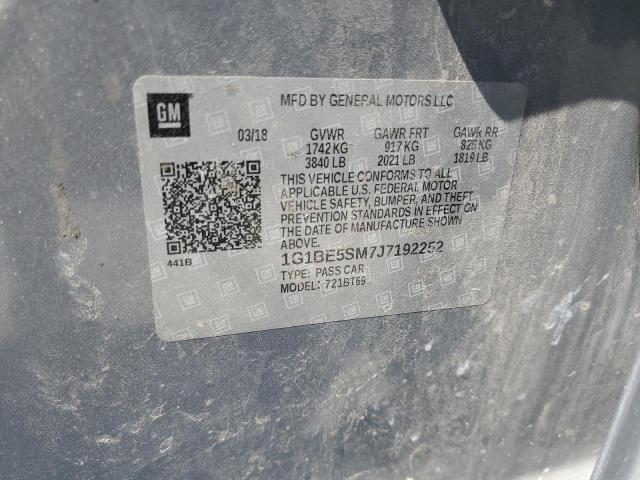 GM
MFD BY GENERAL MOTORS LLC
03/18 GVWR GAWR FRT GAWR RR
1742 KG 917 KG 825 KG
3840 LB 2021 LB 1819 LB
THIS VEHICLE CONFORMS TO ALL
APPLICABLE U.S. FEDERAL MOTOR
VEHICLE SAFETY, BUMPER, AND THEFT
PREVENTION STANDARDS IN EFFECT ON
THE DATE OF MANUFACTURE SHOWN
ABOVE.
441B
1G1BE5SM7J7192252
TYPE: PASS CAR
MODEL: 721BT69